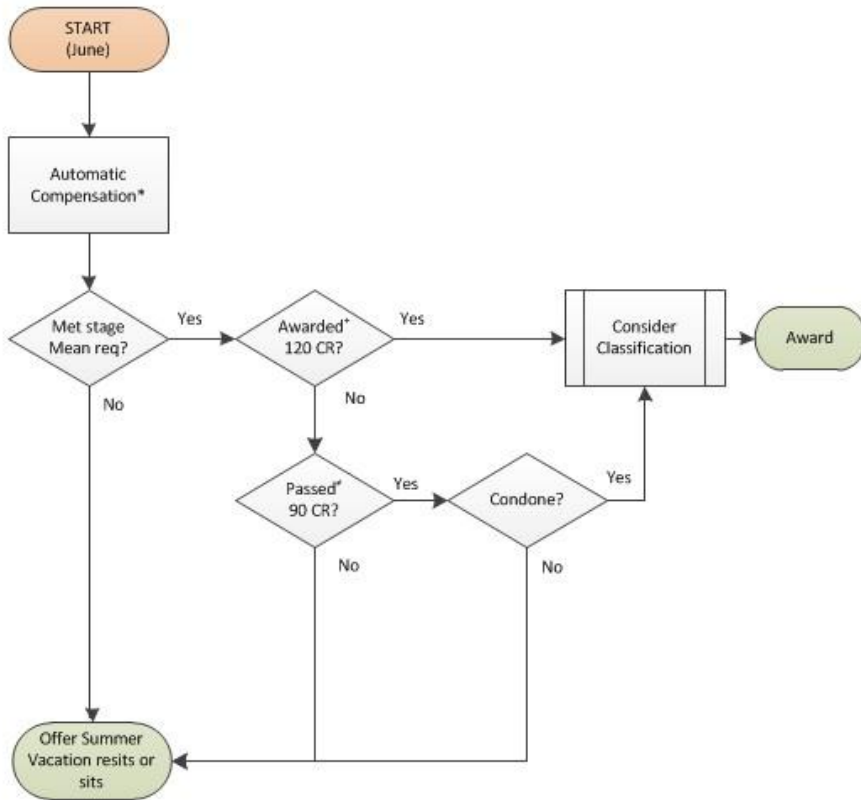 START
(June)
Automatic
Compensation*
Met stage
Mean req?
Yes
Awarded⁺
120 CR?
Yes
Consider
Classification
Award
No
No
Passed≠
90 CR?
Yes
Condone?
Yes
No
No
Offer Summer
Vacation resits or
sits